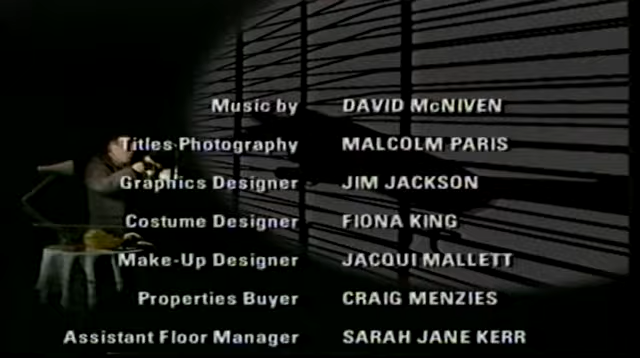 Music by DAVID McNIVEN
Titles Photography MALCOLM PARIS
Graphics Designer JIM JACKSON
Costume Designer FIONA KING
Make-Up Designer JACQUI MALLETT
Properties Buyer CRAIG MENZIES
Assistant Floor Manager SARAH JANE KERR